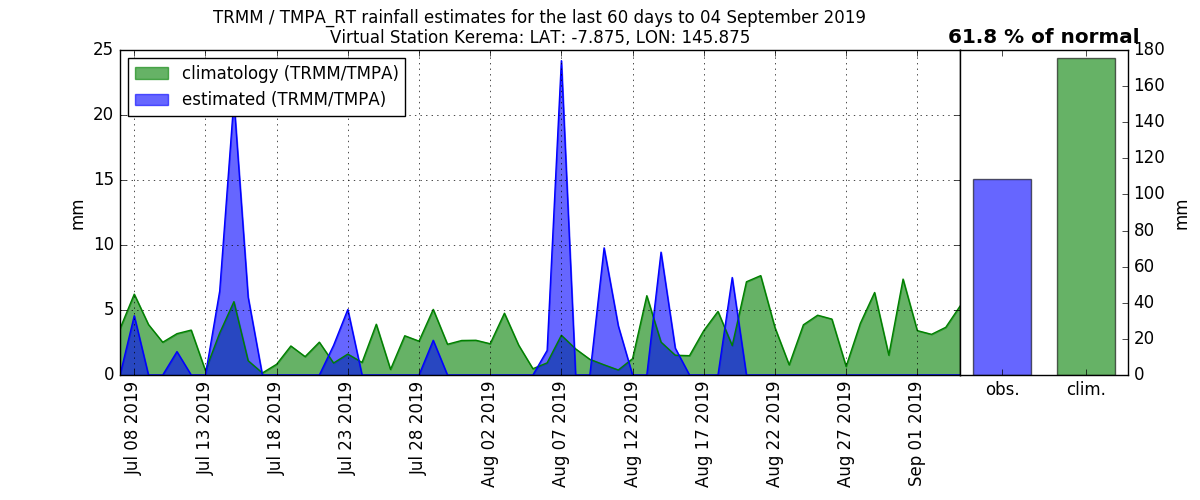 TRMM / TMPA_RT rainfall estimates for the last 60 days to 04 September 2019
Virtual Station Kerema: LAT: -7.875, LON: 145.875
61.8 % of normal
climatology (TRMM/TMPA)
estimated (TRMM/TMPA)
25
20
15
10
5
0
mm
Jul 08 2019
Jul 13 2019
Jul 18 2019
Jul 23 2019
Jul 28 2019
Aug 02 2019
Aug 07 2019
Aug 12 2019
Aug 17 2019
Aug 22 2019
Aug 27 2019
Sep 01 2019
180
160
140
120
100
80
60
40
20
0
mm
obs.
clim.